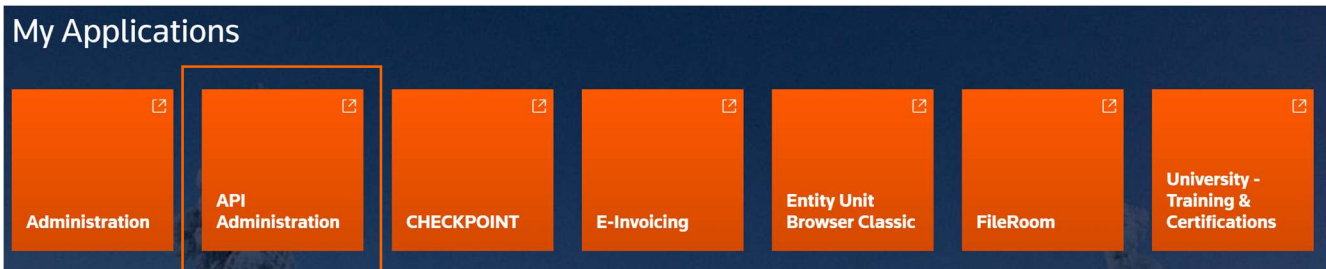 My Applications
Administration
API
Administration
CHECKPOINT
E-Invoicing
Entity Unit
Browser Classic
FileRoom
University -
Training &
Certifications